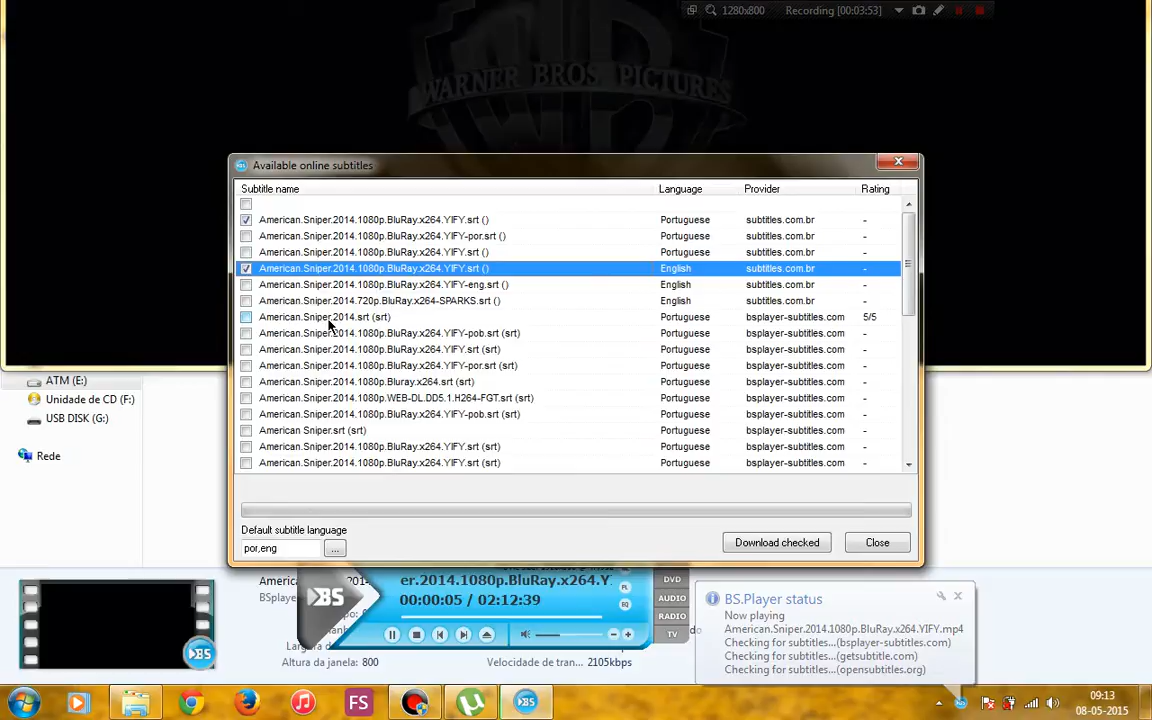 1280x800 Recording [00:03:53]
WARNER BROS. PICTURES
Available online subtitles
Subtitle name Language Provider Rating
American.Sniper.2014.1080p.BluRay.x264.YIFY.srt () Portuguese subtitles.com.br -
American.Sniper.2014.1080p.BluRay.x264.YIFY-por.srt () Portuguese subtitles.com.br -
American.Sniper.2014.1080p.BluRay.x264.YIFY.srt () Portuguese subtitles.com.br -
American.Sniper.2014.1080p.BluRay.x264.YIFY.srt () English subtitles.com.br -
American.Sniper.2014.1080p.BluRay.x264.YIFY-eng.srt () English subtitles.com.br -
American.Sniper.2014.720p.BluRay.x264-SPARKS.srt () English subtitles.com.br -
American.Sniper.2014.srt (srt) Portuguese bsplayer-subtitles.com 5/5
American.Sniper.2014.1080p.BluRay.x264.YIFY-pob.srt (srt) Portuguese bsplayer-subtitles.com -
American.Sniper.2014.1080p.BluRay.x264.YIFY.srt (srt) Portuguese bsplayer-subtitles.com -
American.Sniper.2014.1080p.BluRay.x264.YIFY-por.srt (srt) Portuguese bsplayer-subtitles.com -
American.Sniper.2014.1080p.Bluray.x264.srt (srt) Portuguese bsplayer-subtitles.com -
American.Sniper.2014.1080p.WEB-DL.DD5.1.H264-FGT.srt (srt) Portuguese bsplayer-subtitles.com -
American.Sniper.2014.1080p.BluRay.x264.YIFY-pob.srt (srt) Portuguese bsplayer-subtitles.com -
American Sniper.srt (srt) Portuguese bsplayer-subtitles.com -
American.Sniper.2014.1080p.BluRay.x264.YIFY.srt (srt) Portuguese bsplayer-subtitles.com -
American.Sniper.2014.1080p.BluRay.x264.YIFY.srt (srt) Portuguese bsplayer-subtitles.com -
ATM (E:)
Unidade de CD (F:)
USB DISK (G:)
Rede
Default subtitle language
por,eng ... Download checked Close
er.2014.1080p.BluRay.x264.Y
00:00:05 / 02:12:39
PL
EQ
DVD
AUDIO
RADIO
TV
BS
BS
Altura da janela: 800 Velocidade de tran... 2105kbps
BS.Player status
Now playing
American.Sniper.2014.1080p.BluRay.x264.YIFY.mp4
Checking for subtitles...(bsplayer-subtitles.com)
Checking for subtitles...(getsubtitle.com)
Checking for subtitles...(opensubtitles.org)
FS
BS
09:13
08-05-2015